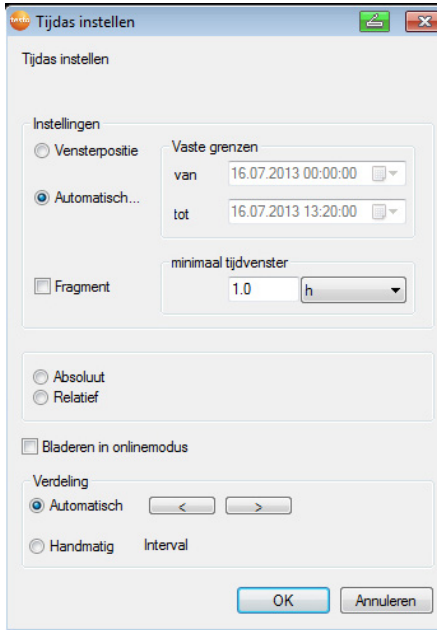 testo Tijdas instellen
Tijdas instellen
Instellingen
Vensterpositie
Vaste grenzen
van 16.07.2013 00:00:00
Automatisch...
tot 16.07.2013 13:20:00
minimaal tijdvenster
Fragment
1.0 h
Absoluut
Relatief
Bladeren in onlinemodus
Verdeling
Automatisch < >
Handmatig Interval
OK Annuleren